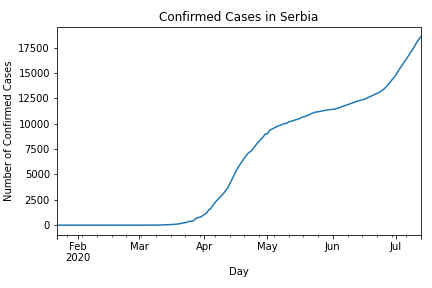 Confirmed Cases in Serbia
Number of Confirmed Cases
17500
15000
12500
10000
7500
5000
2500
0
Feb Mar Apr May Jun Jul
2020
Day